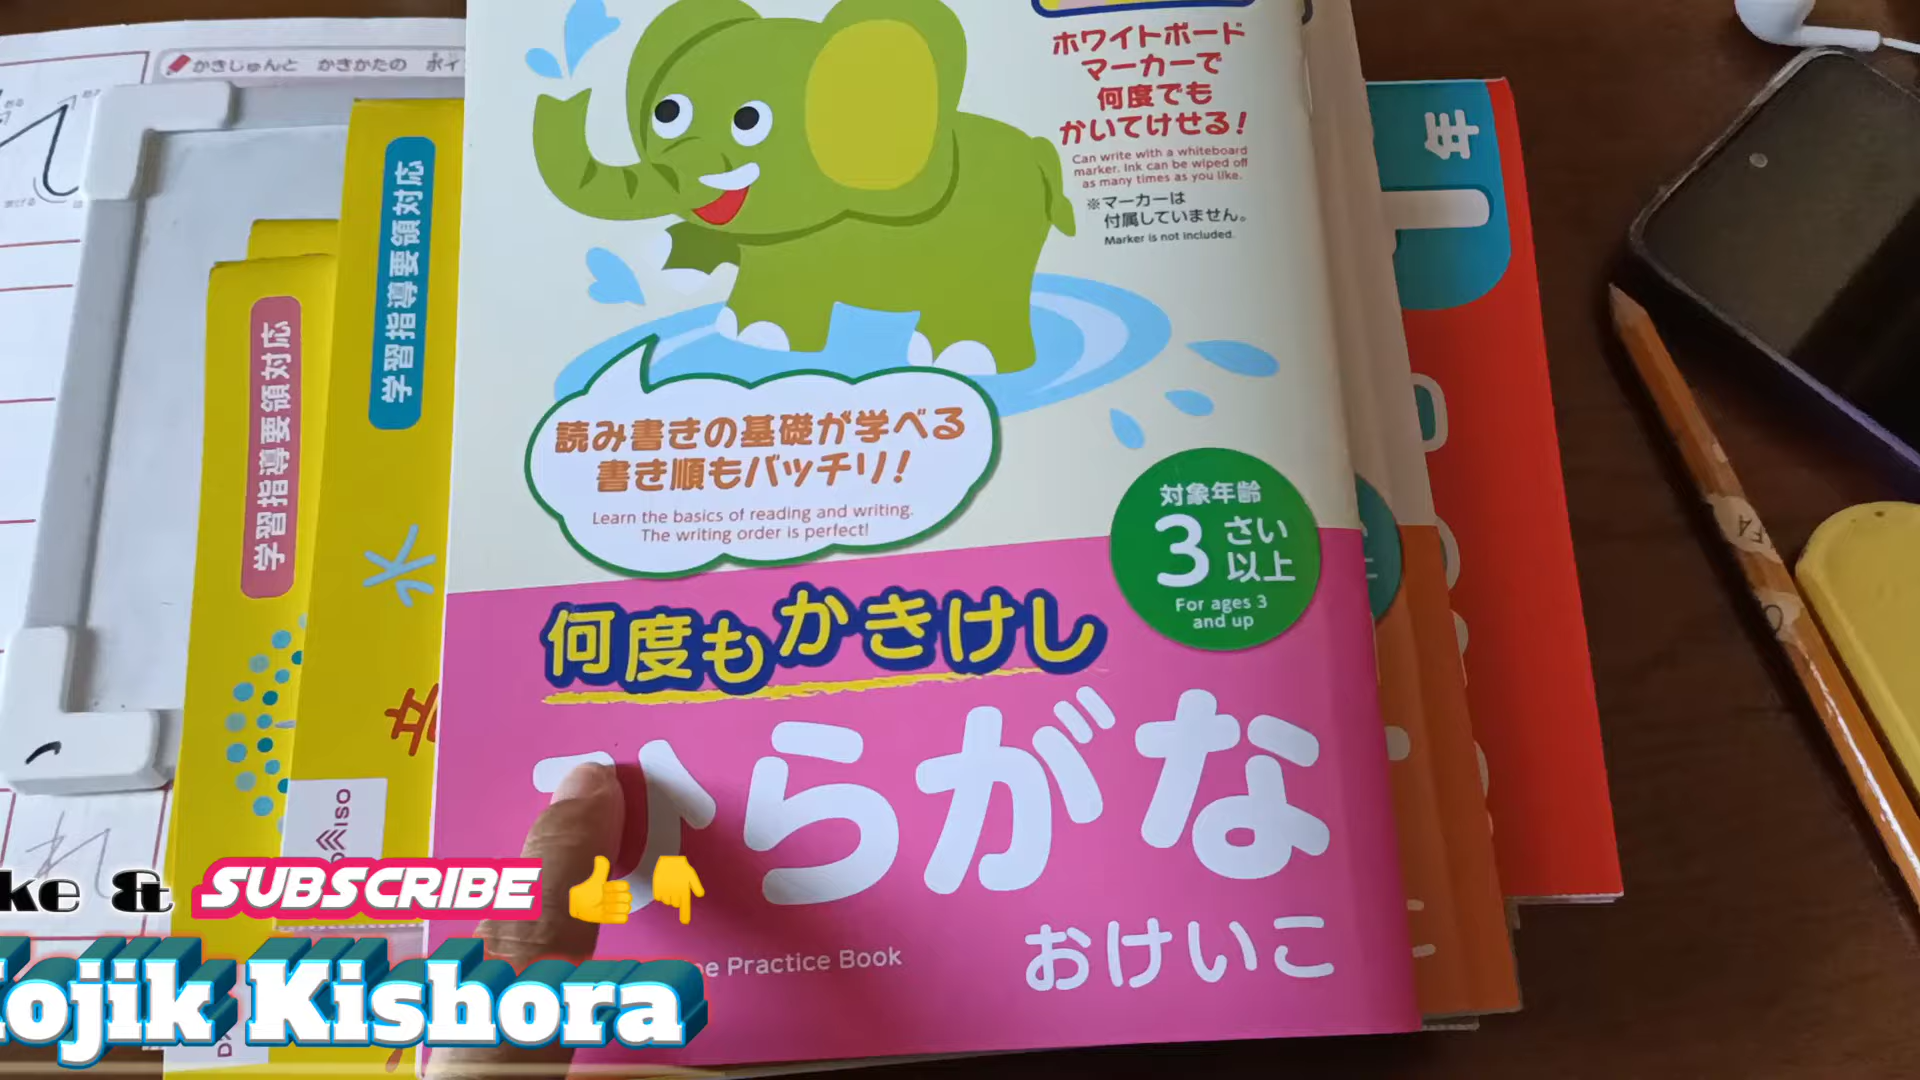 かきじゅんと かきかたの
ホワイトボード
マーカーで
何度でも
かいてけせる!
Can write with a whiteboard
marker. Ink can be wiped off
as many times as you like.
※マーカーは
付属していません。
Marker is not included.
年
学習指導要領対応
学習指導要領対応
水
読み書きの基礎が学べる
書き順もバッチリ!
Learn the basics of reading and writing.
The writing order is perfect!
対象年齢
3さい
以上
For ages 3
and up
何度もかきけし
ひらがな
おけいこ
Practice Book
& SUBSCRIBE 👍👇
Kishora